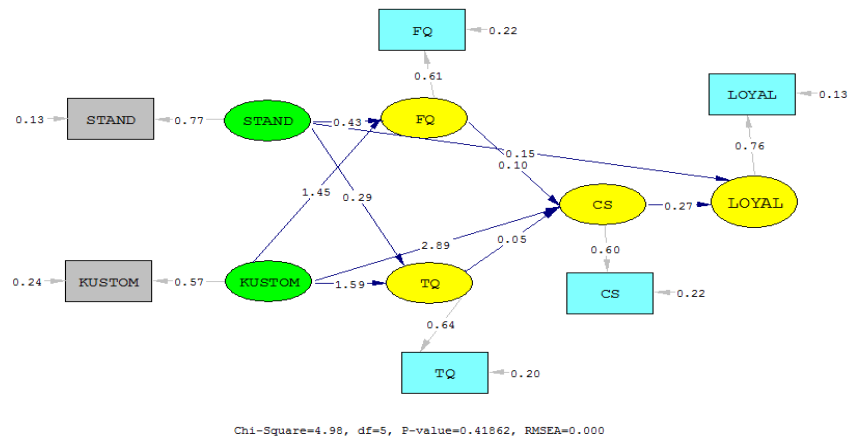 FQ
0.22
0.61
LOYAL
0.13
0.13
STAND
0.77
STAND
0.43
FQ
0.76
0.15
0.10
1.45
0.29
CS
0.27
LOYAL
2.89
0.05
0.60
0.24
KUSTOM
0.57
KUSTOM
1.59
TQ
CS
0.22
0.64
TQ
0.20
Chi-Square=4.98, df=5, P-value=0.41862, RMSEA=0.000